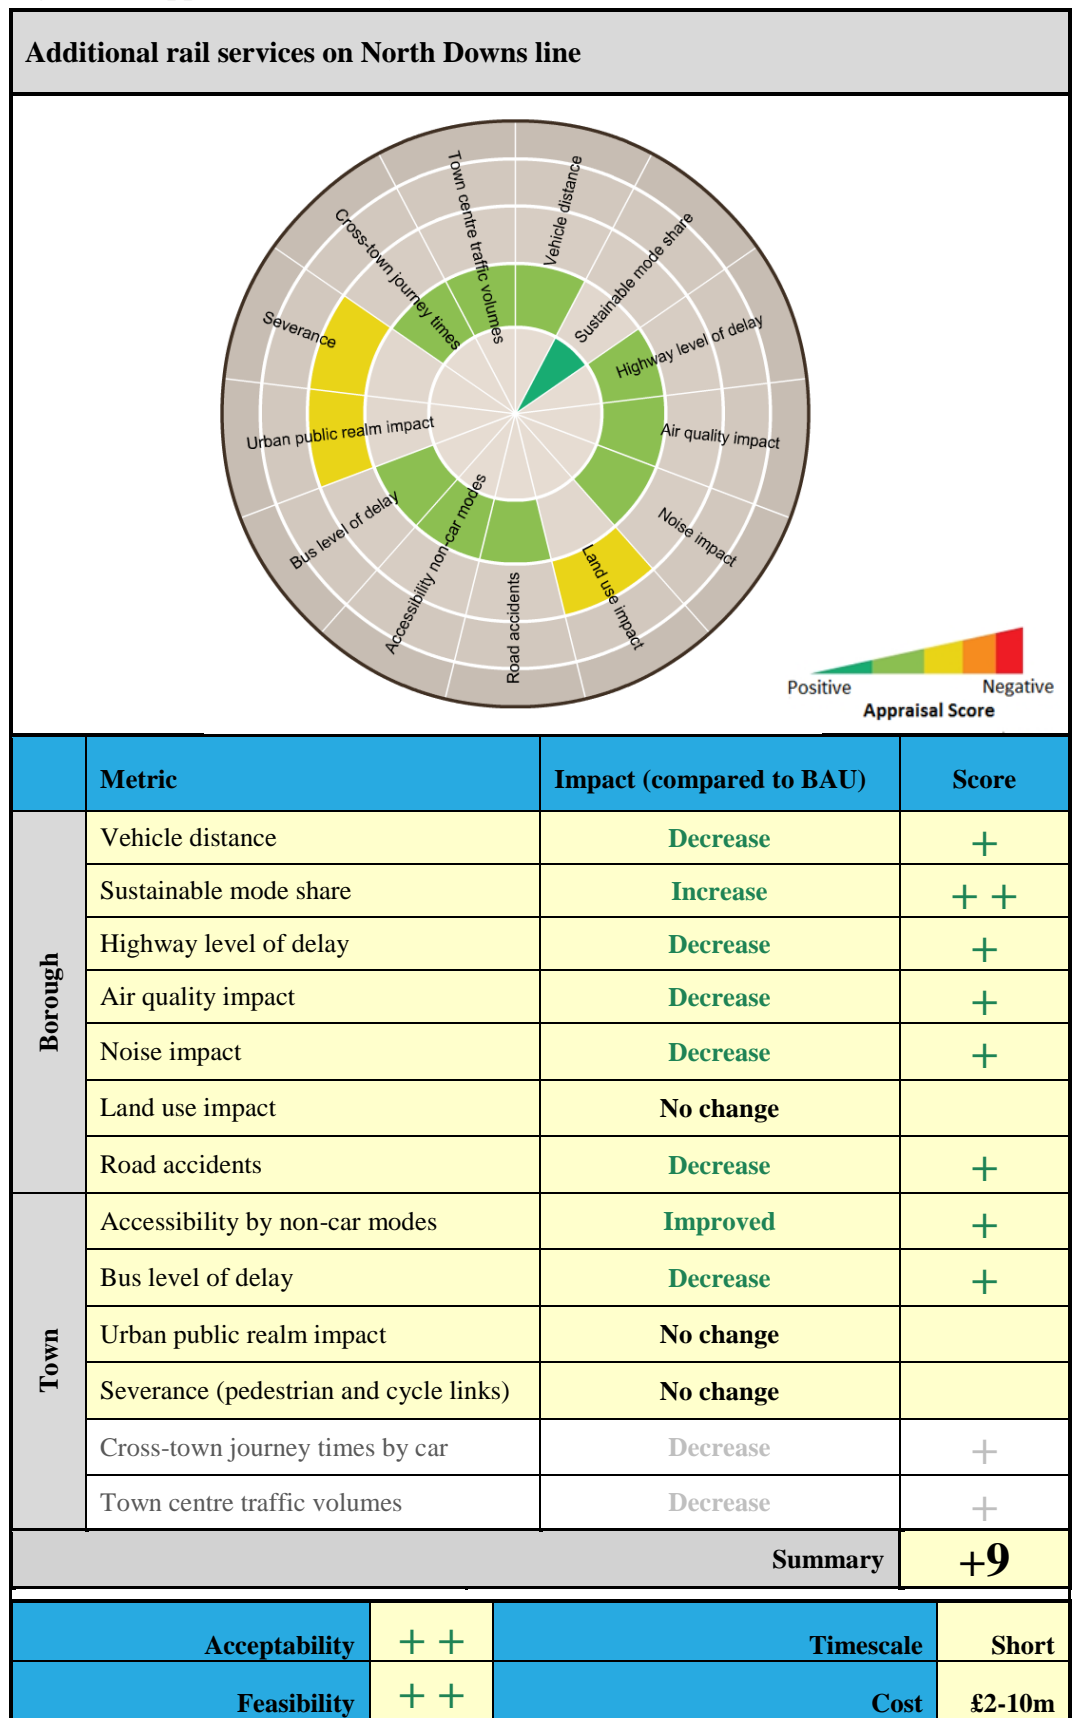 Additional rail services on North Downs line
Town centre traffic volumes
Vehicle distance
Cross-town journey times
Sustainable mode share
Severance
Highway level of delay
Urban public realm impact
Air quality impact
Bus level of delay
Noise impact
Accessibility non-car modes
Land use impact
Road accidents
Positive Negative
Appraisal Score
Metric Impact (compared to BAU) Score
Borough
Vehicle distance Decrease +
Sustainable mode share Increase + +
Highway level of delay Decrease +
Air quality impact Decrease +
Noise impact Decrease +
Land use impact No change
Road accidents Decrease +
Town
Accessibility by non-car modes Improved +
Bus level of delay Decrease +
Urban public realm impact No change
Severance (pedestrian and cycle links) No change
Cross-town journey times by car Decrease +
Town centre traffic volumes Decrease +
Summary +9
Acceptability + + Timescale Short
Feasibility + + Cost £2-10m